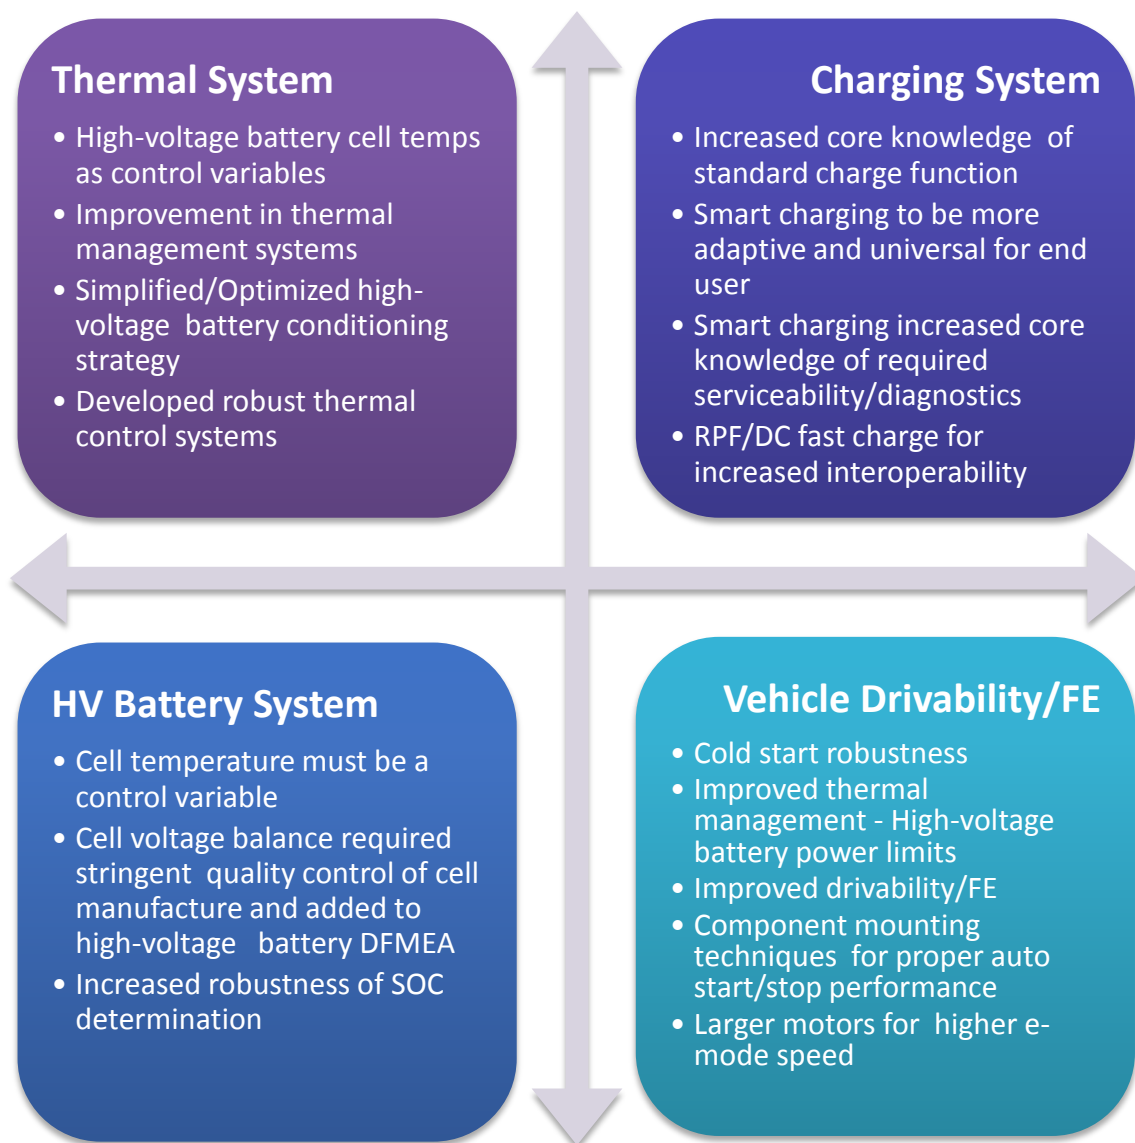 Thermal System
• High-voltage battery cell temps
as control variables
• Improvement in thermal
management systems
• Simplified/Optimized high-
voltage battery conditioning
strategy
• Developed robust thermal
control systems
Charging System
• Increased core knowledge of
standard charge function
• Smart charging to be more
adaptive and universal for end
user
• Smart charging increased core
knowledge of required
serviceability/diagnostics
• RPF/DC fast charge for
increased interoperability
HV Battery System
• Cell temperature must be a
control variable
• Cell voltage balance required
stringent quality control of cell
manufacture and added to
high-voltage battery DFMEA
• Increased robustness of SOC
determination
Vehicle Drivability/FE
• Cold start robustness
• Improved thermal
management - High-voltage
battery power limits
• Improved drivability/FE
• Component mounting
techniques for proper auto
start/stop performance
• Larger motors for higher e-
mode speed